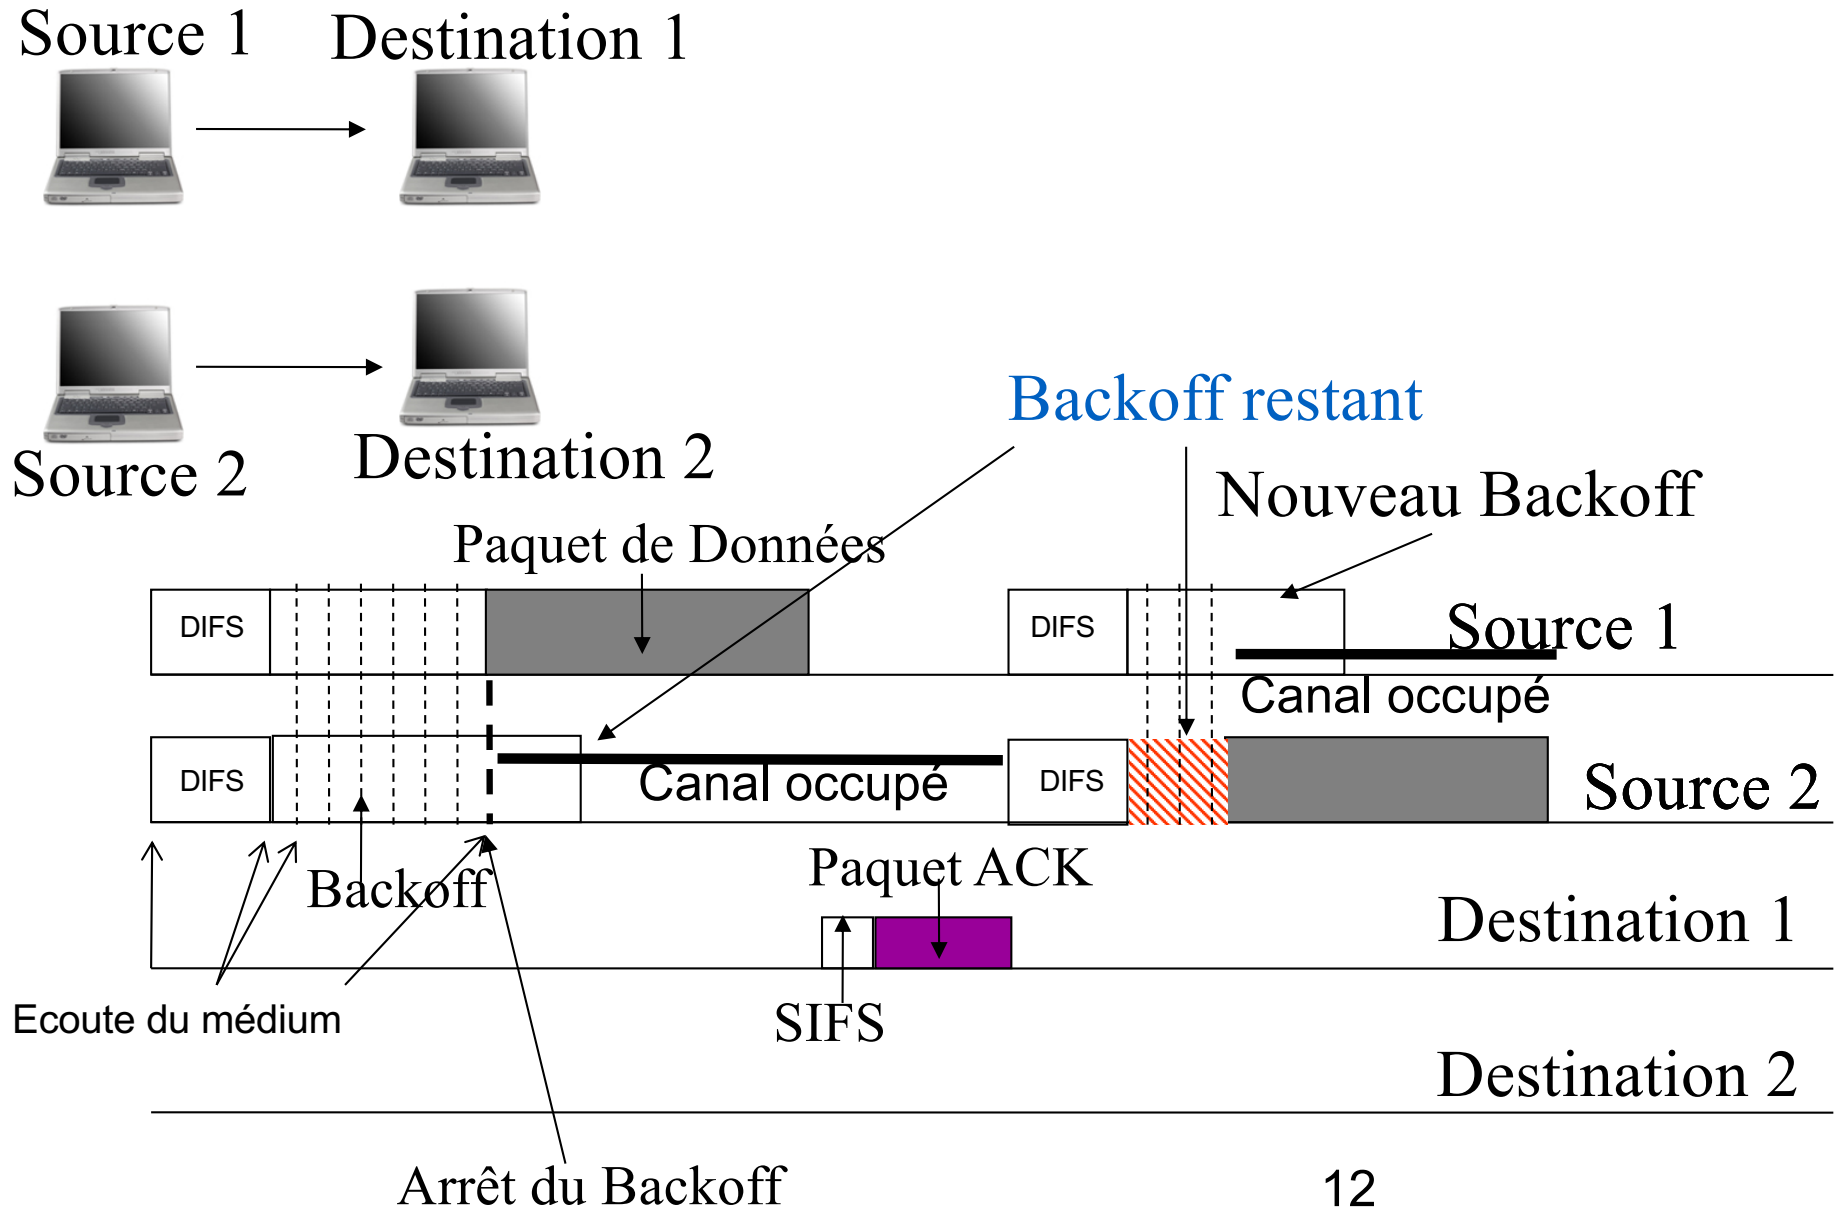 Source 1
Destination 1
Source 2
Destination 2
Backoff restant
Nouveau Backoff
Paquet de Données
DIFS
DIFS
Source 1
Canal occupé
DIFS
Canal occupé
DIFS
Source 2
Backoff
Paquet ACK
Destination 1
Ecoute du médium
SIFS
Destination 2
Arrêt du Backoff
12